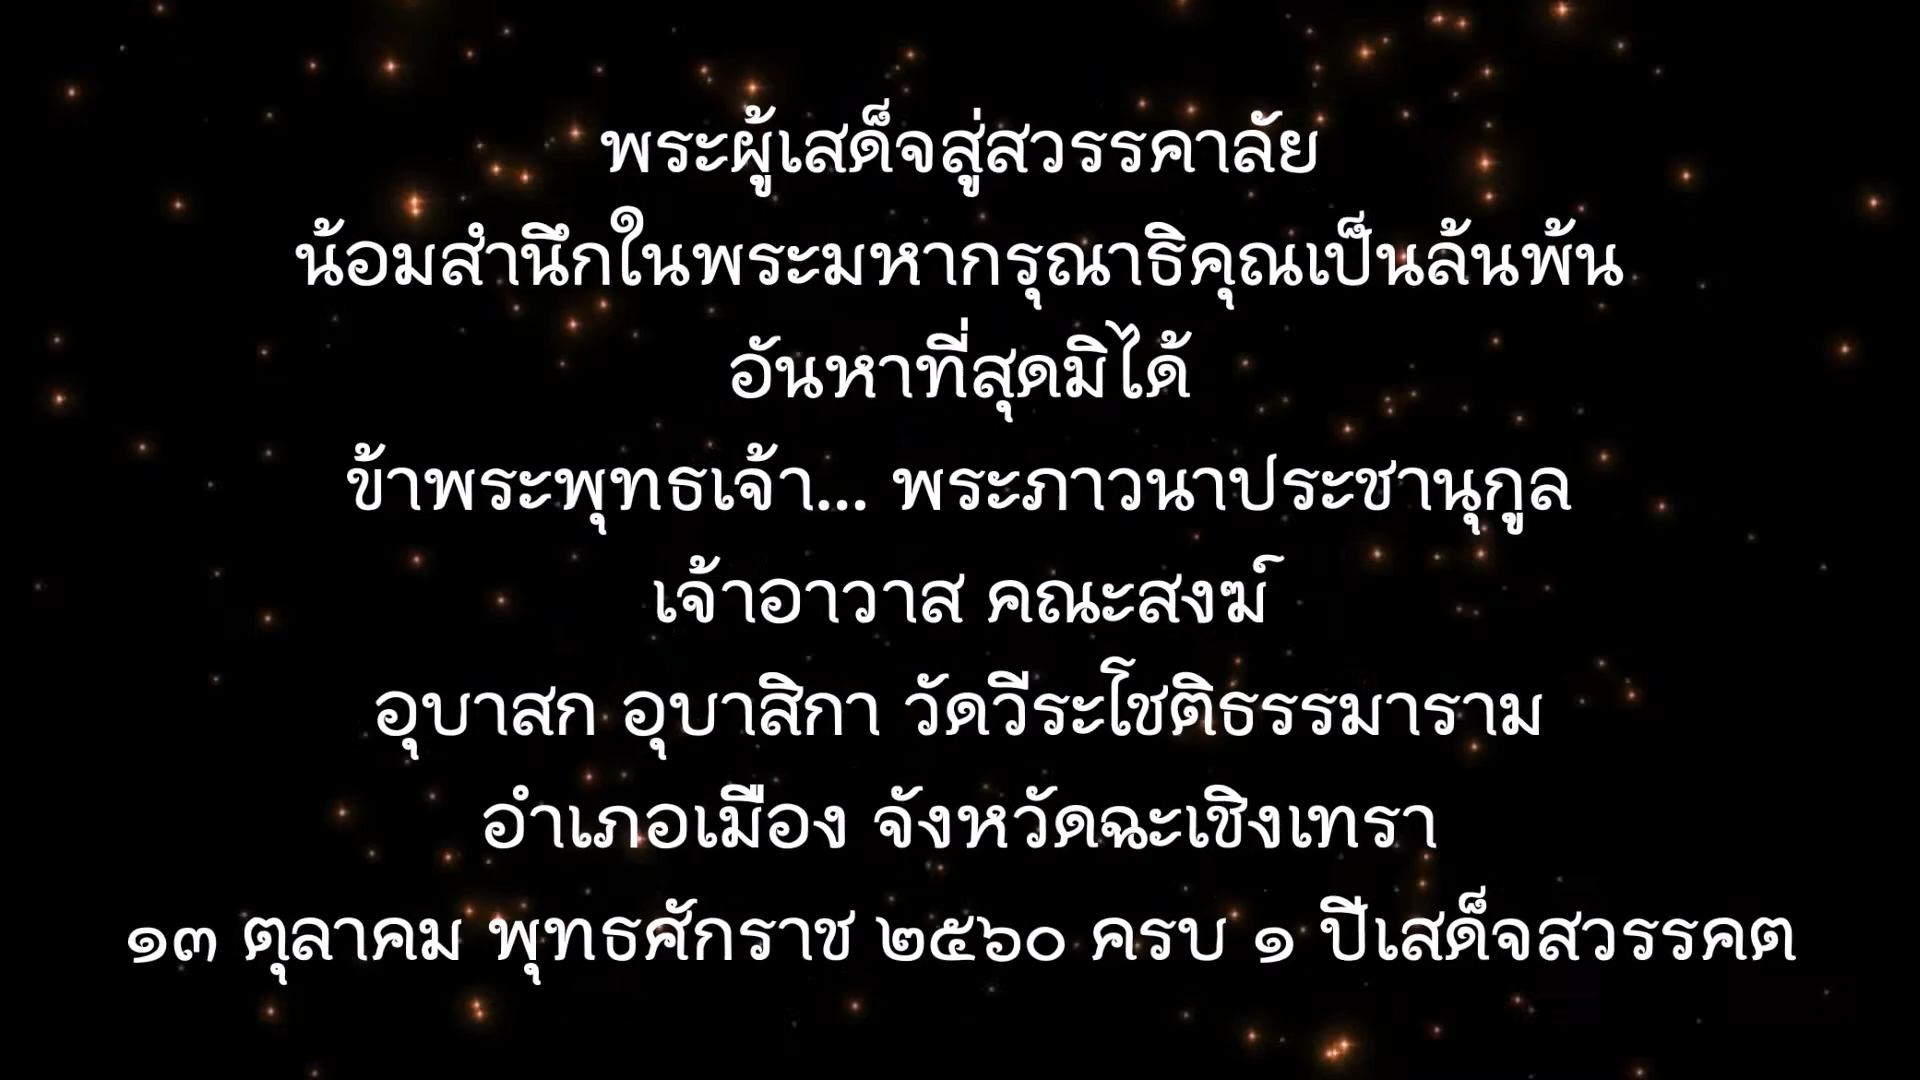 พระผู้เสด็จสู่สวรรคาลัย
น้อมสำนึกในพระมหากรุณาธิคุณเป็นล้นพ้น
อันหาที่สุดมิได้
ข้าพระพุทธเจ้า... พระภาวนาประชานุกูล
เจ้าอาวาส คณะสงฆ์
อุบาสก อุบาสิกา วัดวีระโชติธรรมาราม
อำเภอเมือง จังหวัดฉะเชิงเทรา
๑๓ ตุลาคม พุทธศักราช ๒๕๖๐ ครบ ๑ ปีเสด็จสวรรคต